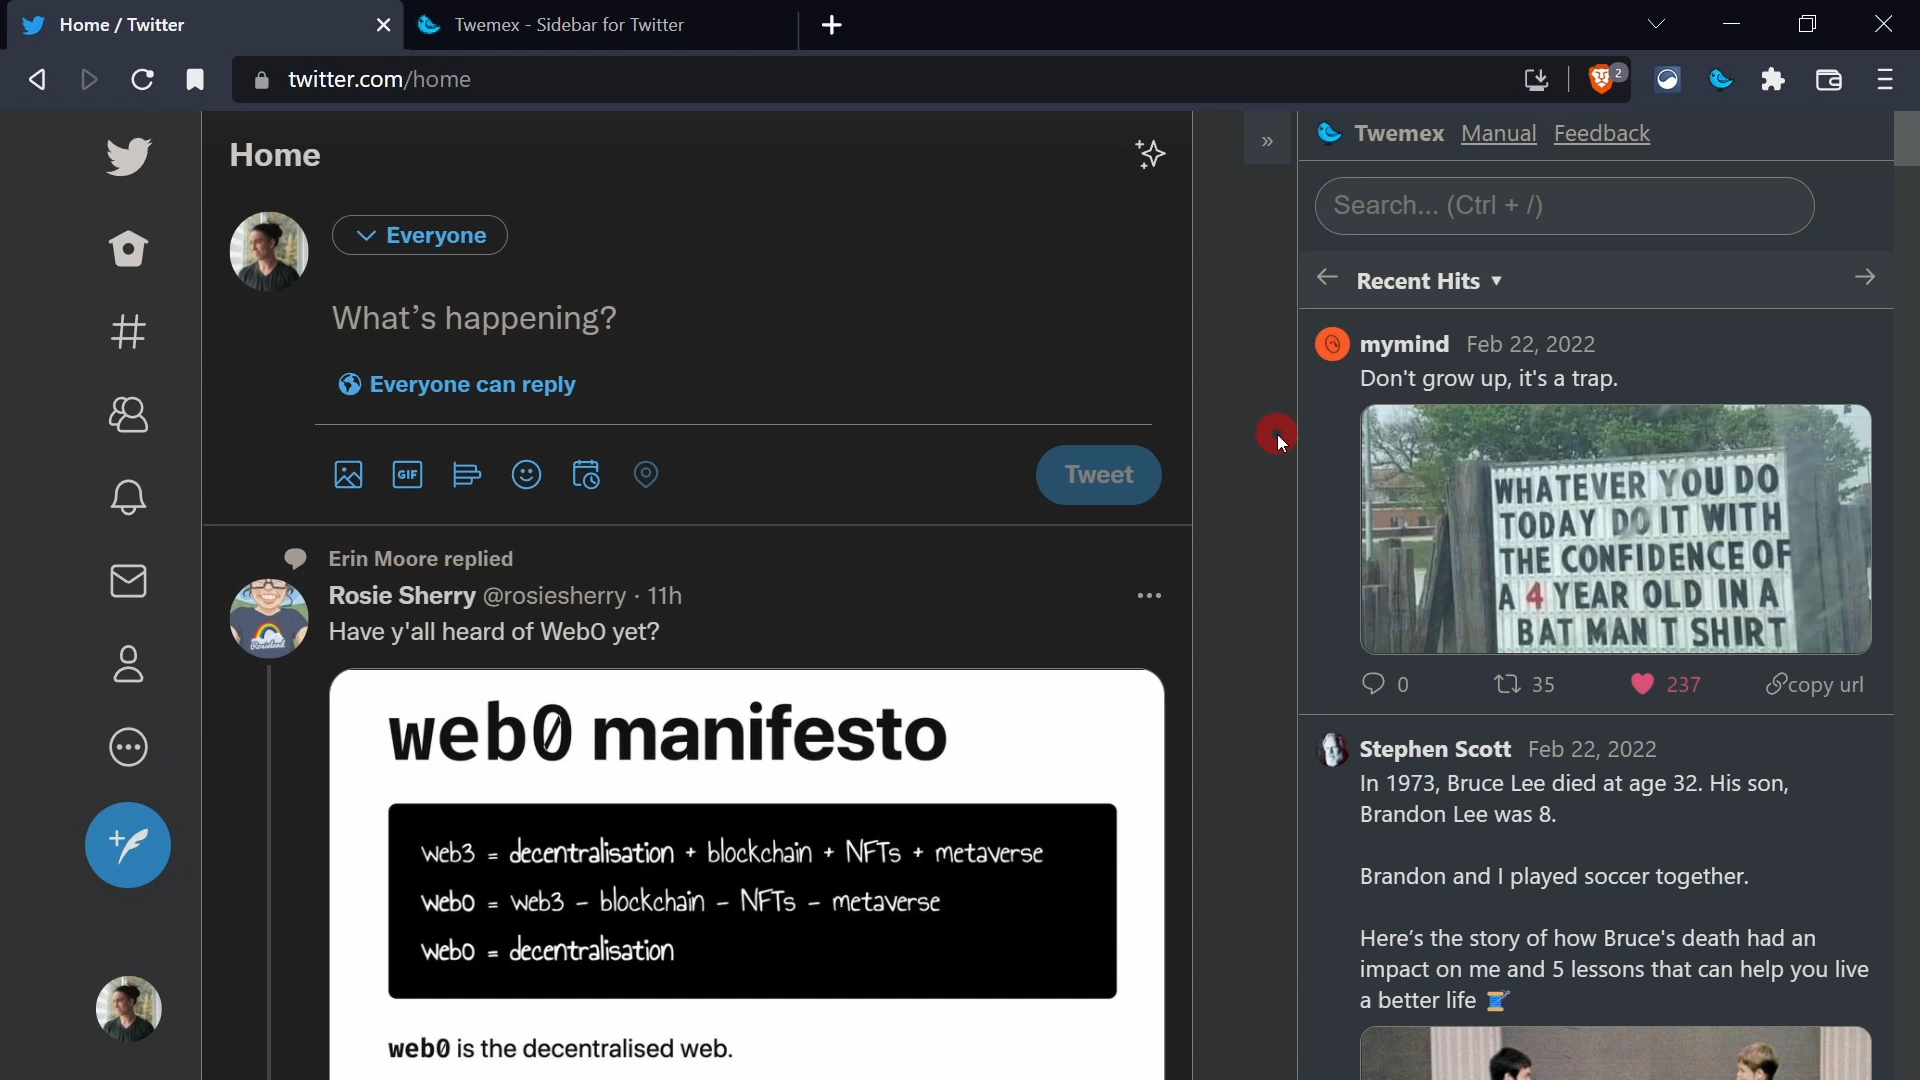 Home / Twitter
Twemex - Sidebar for Twitter
twitter.com/home
2
Home
Everyone
What's happening?
Everyone can reply
GIF
Tweet
Erin Moore replied
Rosie Sherry @rosiesherry · 11h
Have y'all heard of Web0 yet?
web0 manifesto
web3 = decentralisation + blockchain + NFTs + metaverse
web0 = web3 – blockchain – NFTs – metaverse
web0 = decentralisation
web0 is the decentralised web.
Twemex Manual Feedback
Search... (Ctrl + /)
Recent Hits
mymind Feb 22, 2022
Don't grow up, it's a trap.
WHATEVER YOU DO
TODAY DO IT WITH
THE CONFIDENCE OF
A 4 YEAR OLD IN A
BAT MAN T SHIRT
0 35 237 copy url
Stephen Scott Feb 22, 2022
In 1973, Bruce Lee died at age 32. His son,
Brandon Lee was 8.
Brandon and I played soccer together.
Here's the story of how Bruce's death had an
impact on me and 5 lessons that can help you live
a better life